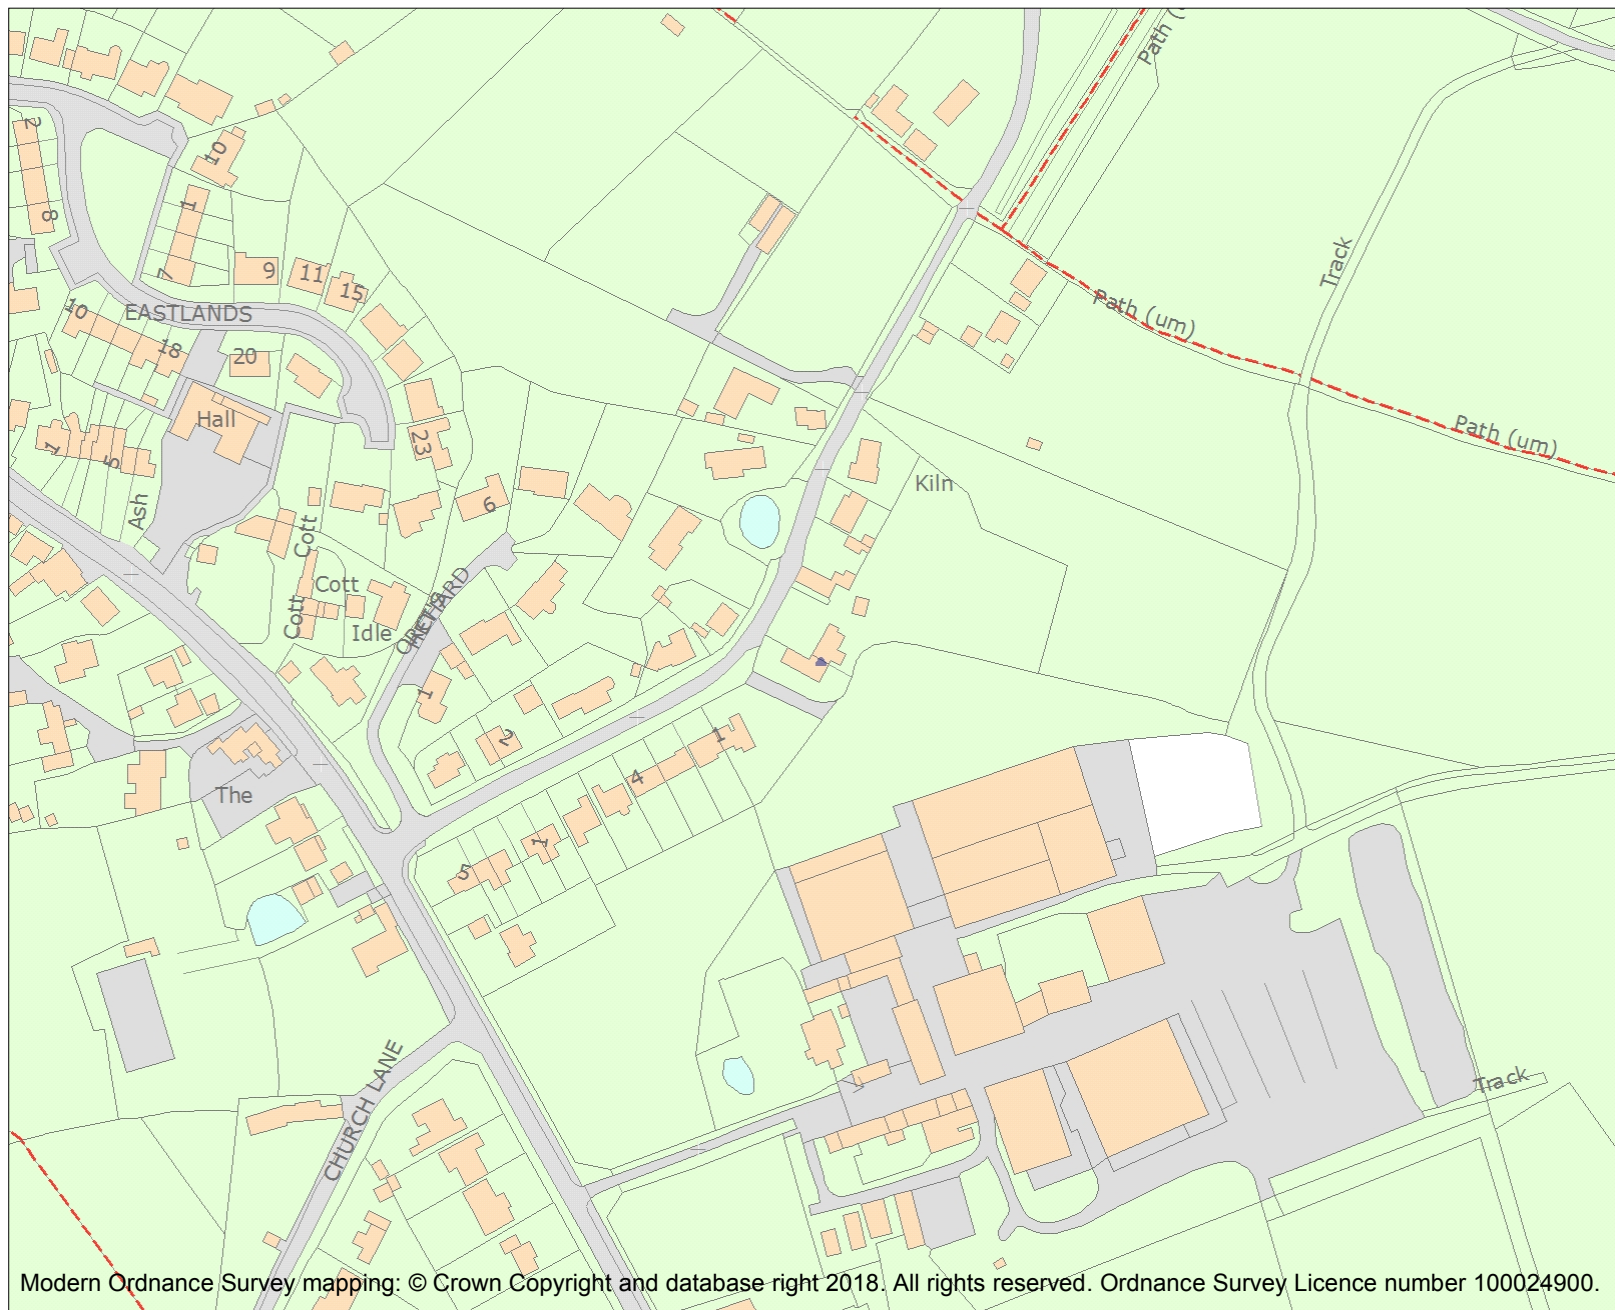 Path (u
2
10
8
1
7
9
11
15
Track
EASTLANDS
10
18
20
Path (um)
Hall
1
5
23
Path (um)
Kiln
6
Ash
Cott
Cott
Cott
Idle
ORCHARD
1
2
1
4
The
1
5
CHURCH LANE
Track
Modern Ordnance Survey mapping: © Crown Copyright and database right 2018. All rights reserved. Ordnance Survey Licence number 100024900.